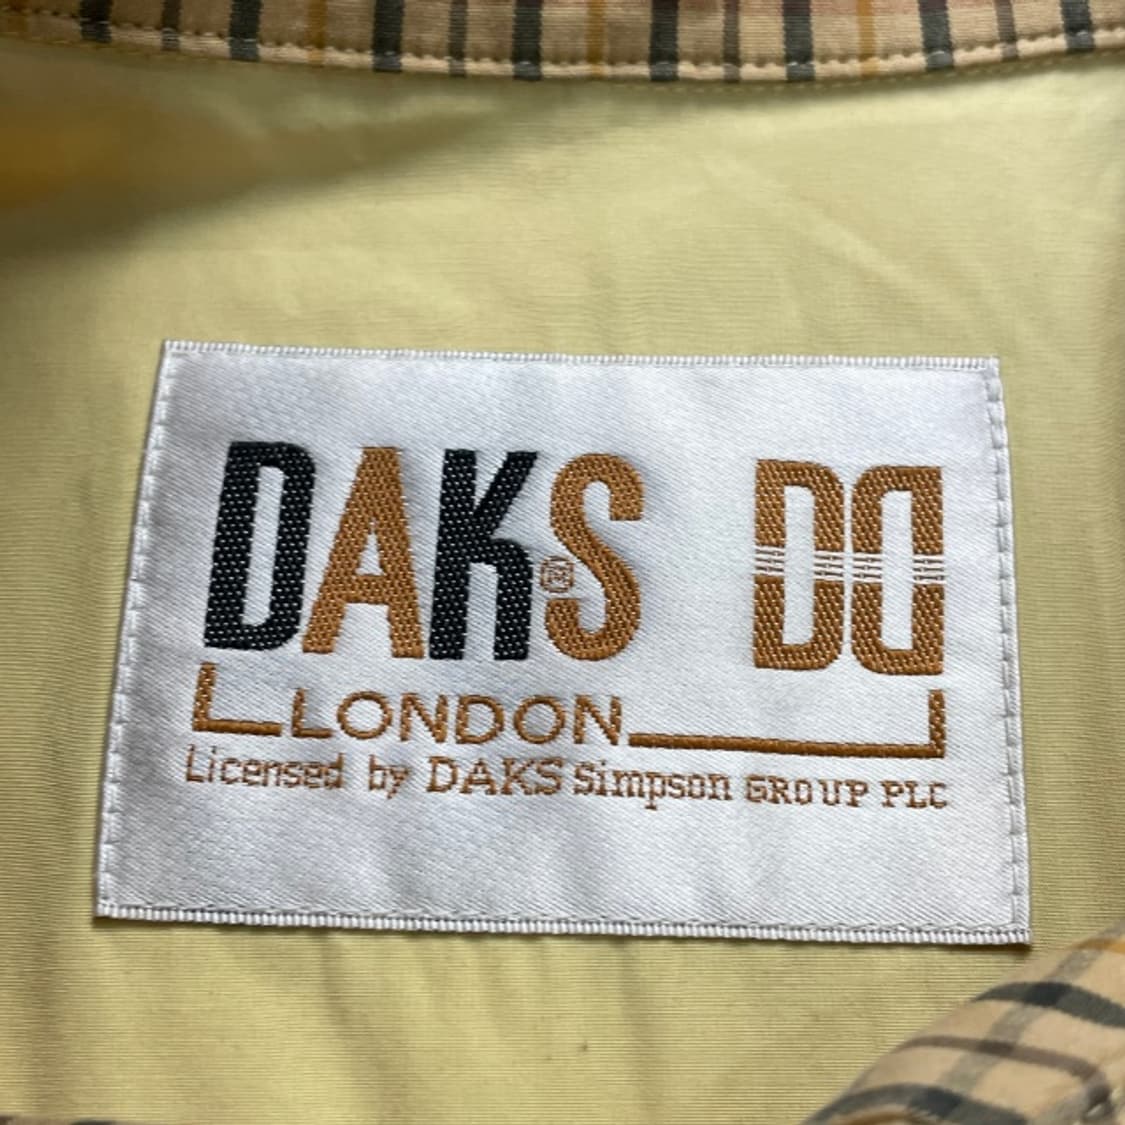 DAKS® DD
LONDON
Licensed by DAKS Simpson GROUP PLC